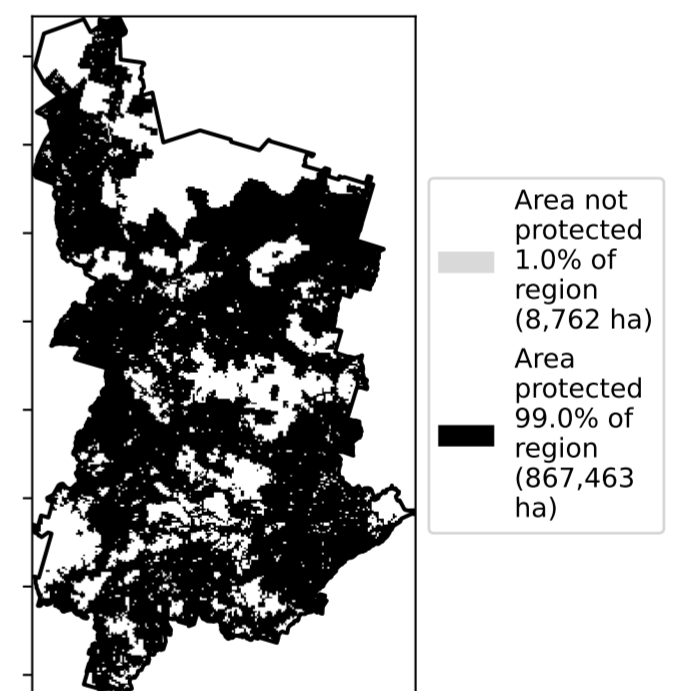 Area not
protected
1.0% of
region
(8,762 ha)
Area
protected
99.0% of
region
(867,463
ha)